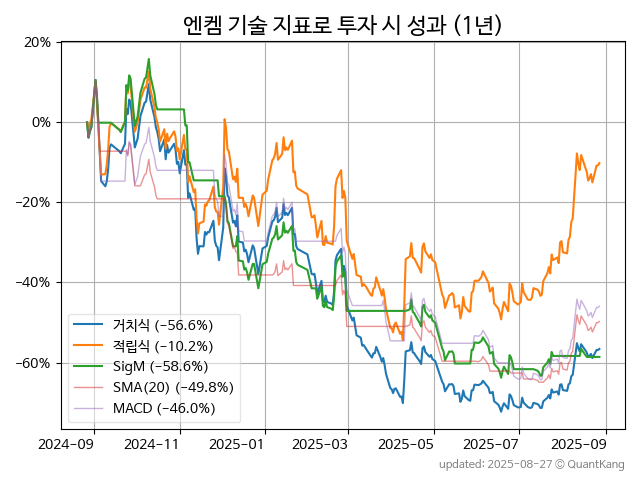 엔켐 기술 지표로 투자 시 성과 (1년)
20%
0%
−20%
−40%
−60%
거치식 (−56.6%)
적립식 (−10.2%)
SigM (−58.6%)
SMA(20) (−49.8%)
MACD (−46.0%)
2024-09 2024-11 2025-01 2025-03 2025-05 2025-07 2025-09
updated: 2025-08-27 © QuantKang